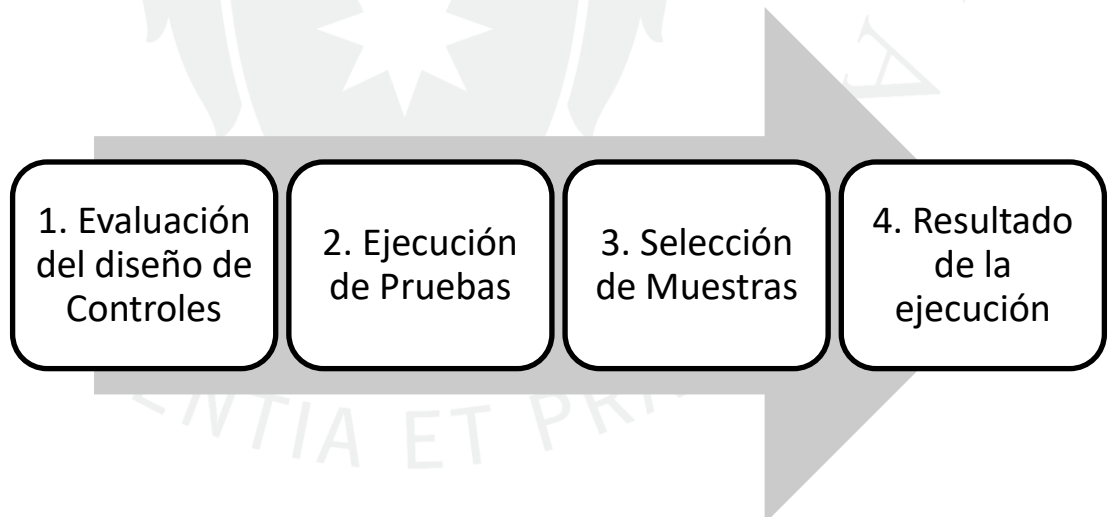 1. Evaluación
del diseño de
Controles
2. Ejecución
de Pruebas
3. Selección
de Muestras
4. Resultado
de la
ejecución
ET